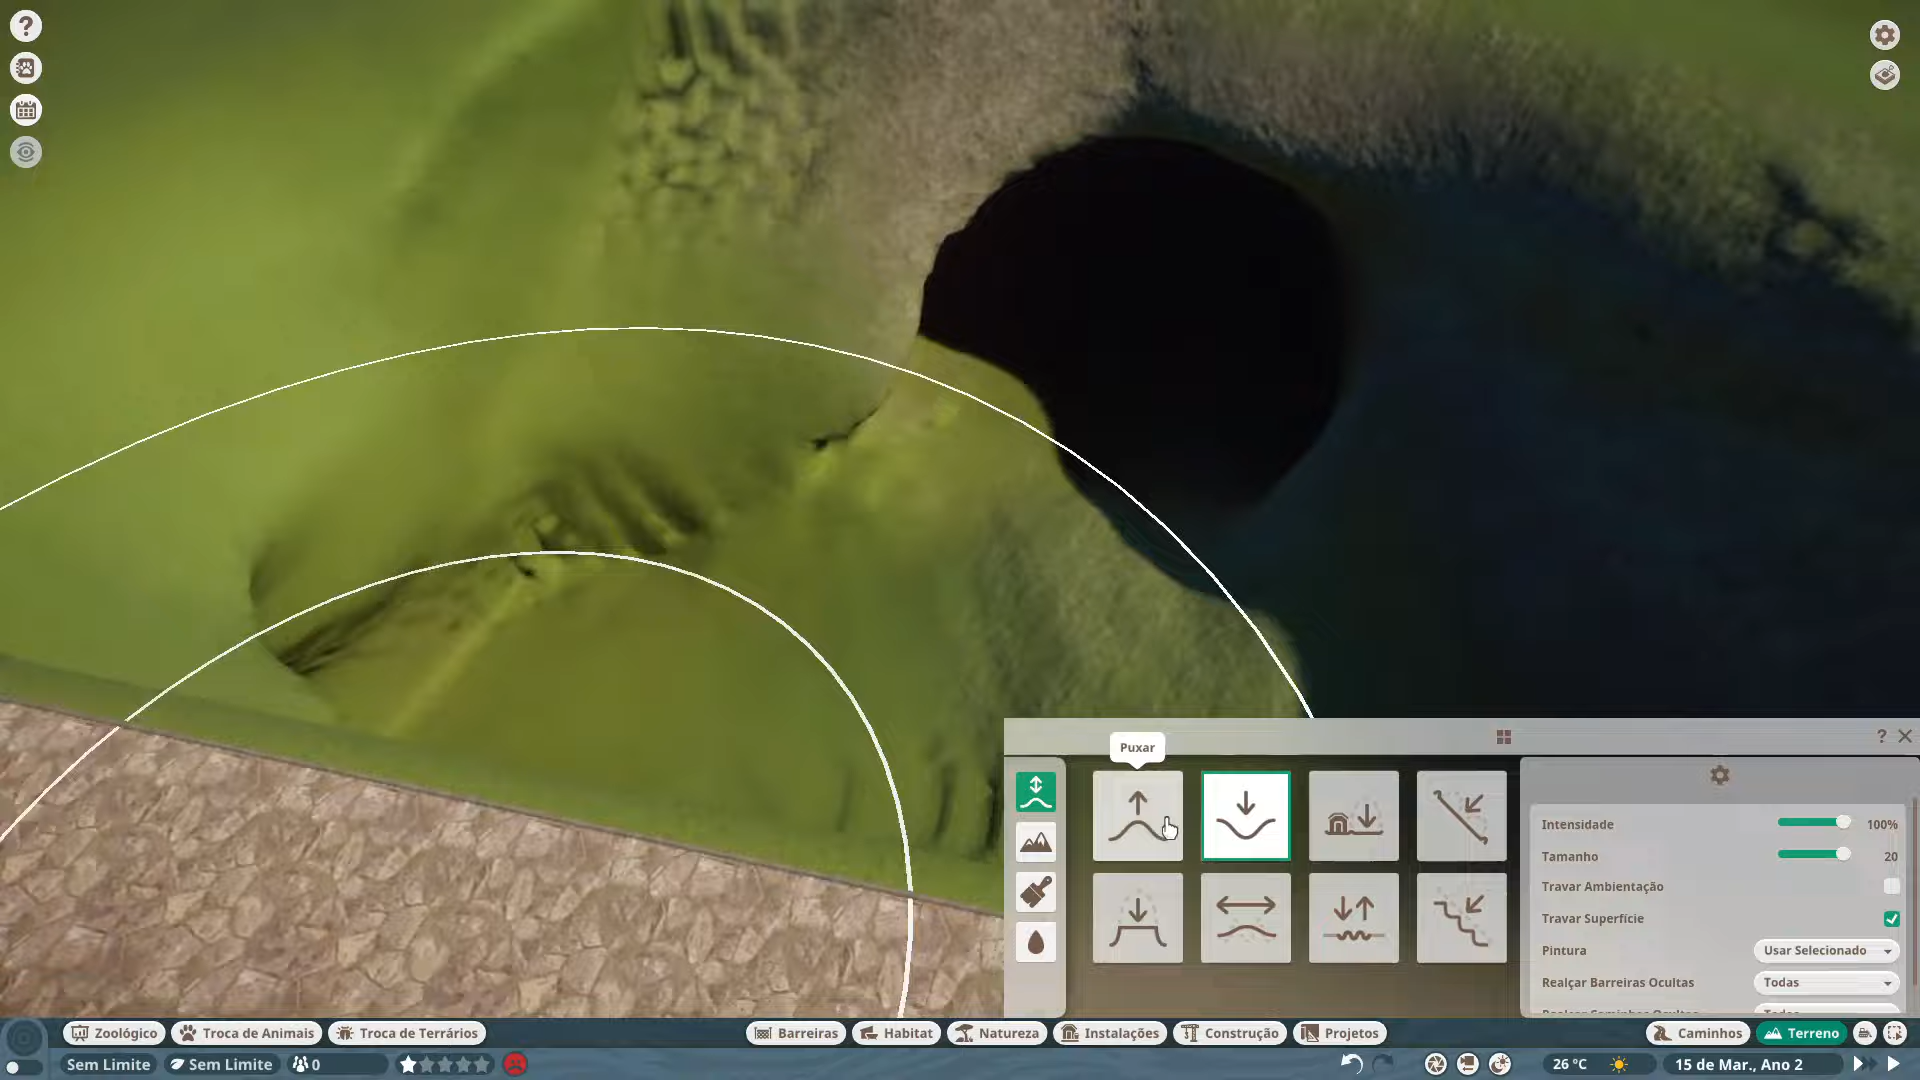 Puxar
Intensidade 100%
Tamanho 20
Travar Ambientação
Travar Superfície
Pintura Usar Selecionado
Realçar Barreiras Ocultas Todas
Zoológico Troca de Animais Troca de Terrários Barreiras Habitat Natureza Instalações Construção Projetos Caminhos Terreno
Sem Limite Sem Limite 0 26 °C 15 de Mar., Ano 2